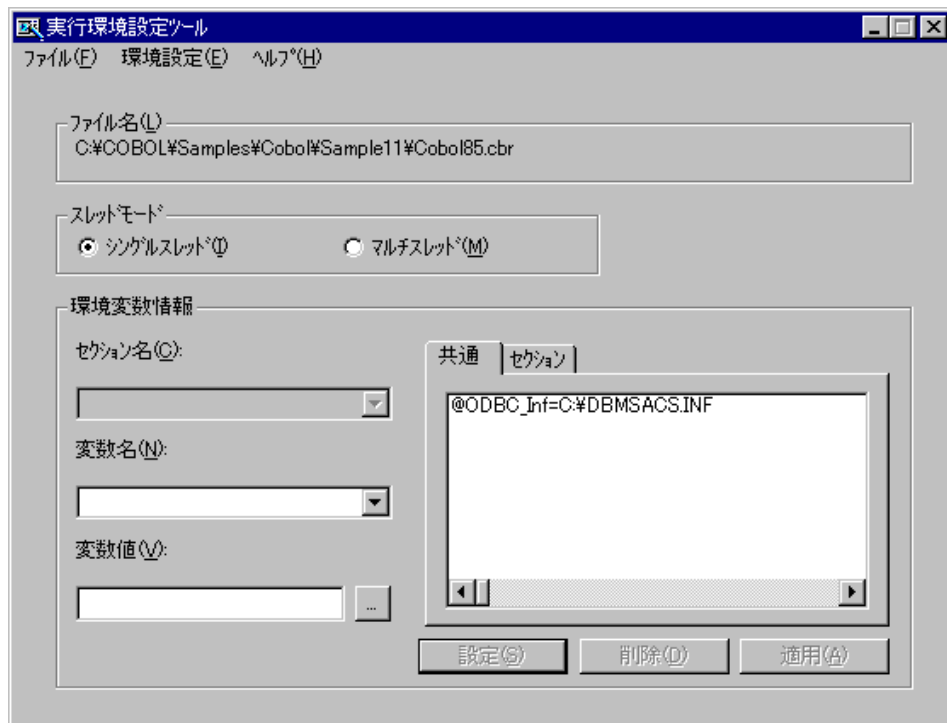 実行環境設定ツール
ﾌｧｲﾙ(F) 環境設定(E) ﾍﾙﾌﾟ(H)
ﾌｧｲﾙ名(L)
C:¥COBOL¥Samples¥Cobol¥Sample11¥Cobol85.cbr
ｽﾚｯﾄﾞﾓｰﾄﾞ
ｼﾝｸﾞﾙｽﾚｯﾄﾞ(I) ﾏﾙﾁｽﾚｯﾄﾞ(M)
環境変数情報
ｾｸｼｮﾝ名(C):
共通 ｾｸｼｮﾝ
@ODBC_Inf=C:¥DBMSACS.INF
変数名(N):
変数値(V):
...
設定(S) 削除(D) 適用(A)